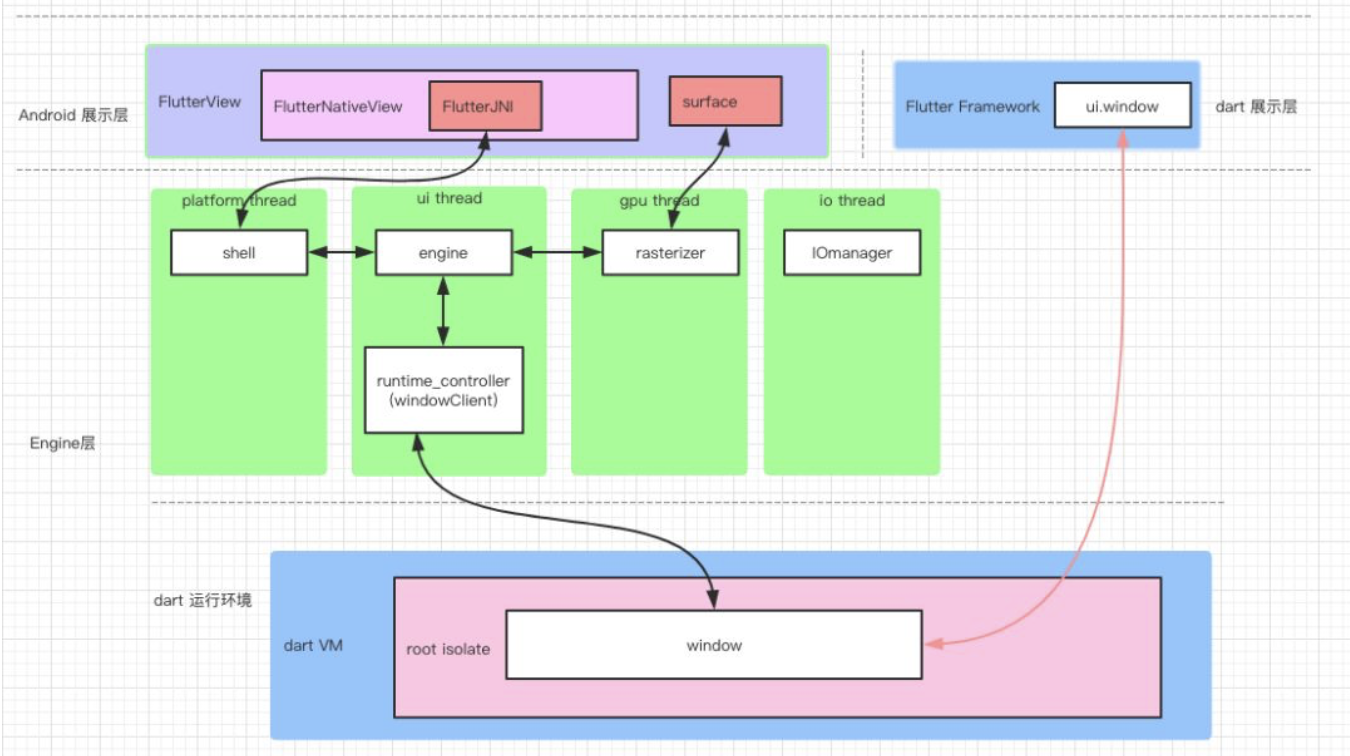 Android 展示层
FlutterView
FlutterNativeView
FlutterJNI
surface
Flutter Framework
ui.window
dart 展示层
platform thread
ui thread
gpu thread
io thread
shell
engine
rasterizer
IOmanager
runtime_controller
(windowClient)
Engine层
dart 运行环境
dart VM
root isolate
window